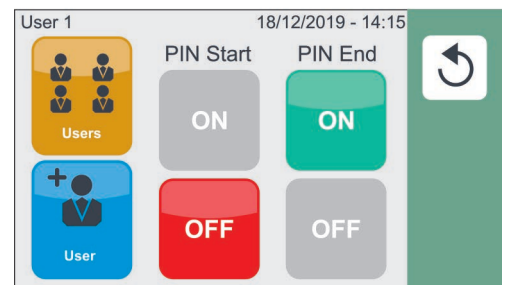 User 1 18/12/2019 - 14:15
PIN Start PIN End
Users ON ON
User OFF OFF